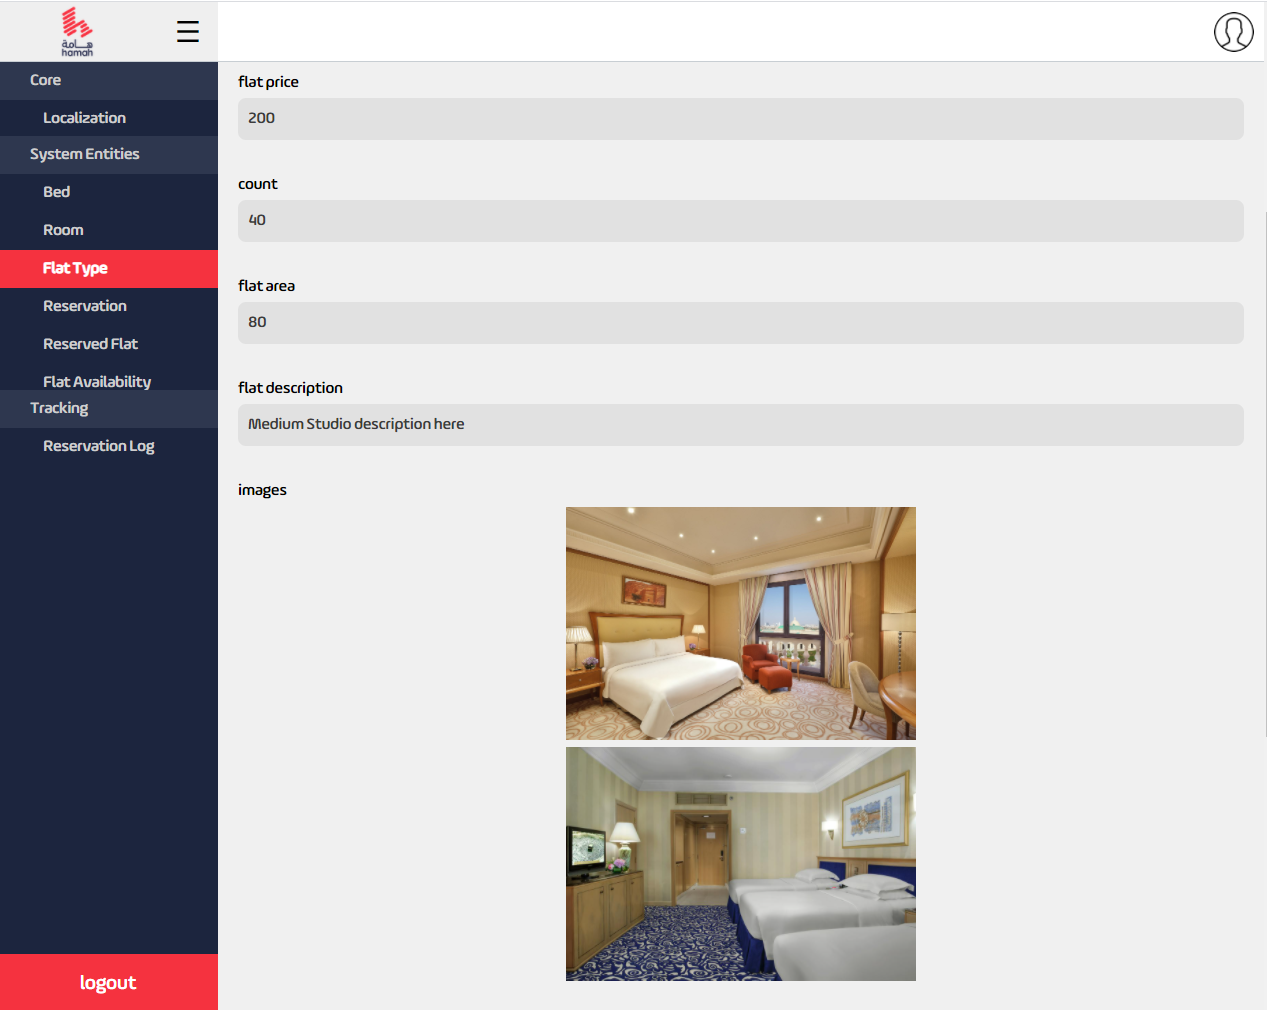 هـامـة
hamah
Core
Localization
System Entities
Bed
Room
Flat Type
Reservation
Reserved Flat
Flat Availability
Tracking
Reservation Log
logout
flat price
200
count
40
flat area
80
flat description
Medium Studio description here
images